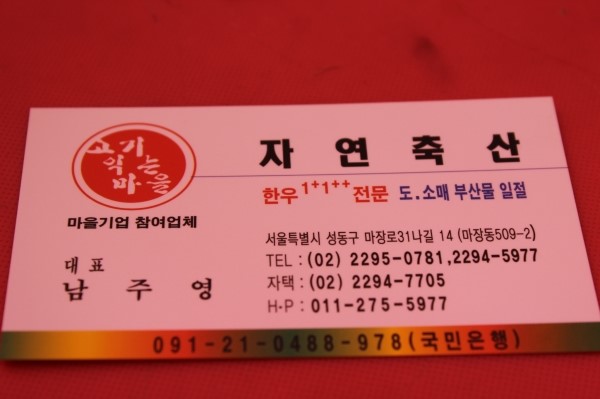 고기
익는
마을
마을기업 참여업체
대표
남주영
자연축산
한우 1+1++ 전문 도.소매 부산물 일절
서울특별시 성동구 마장로31나길 14 (마장동509-2)
TEL : (02) 2295-0781, 2294-5977
자택 : (02) 2294-7705
H·P : 011-275-5977
091-21-0488-978(국민은행)